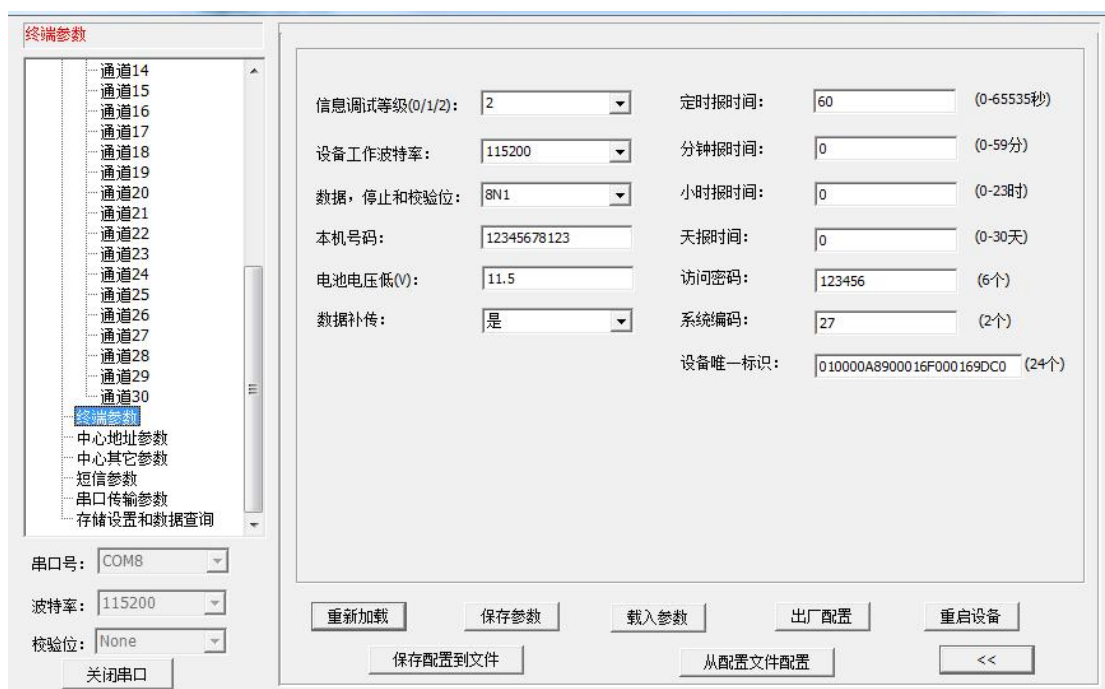 终端参数
通道14
通道15
通道16
通道17
通道18
通道19
通道20
通道21
通道22
通道23
通道24
通道25
通道26
通道27
通道28
通道29
通道30
终端参数
中心地址参数
中心其它参数
短信参数
串口传输参数
存储设置和数据查询
串口号： COM8
波特率： 115200
校验位： None
关闭串口
信息调试等级(0/1/2)： 2
设备工作波特率： 115200
数据，停止和校验位： 8N1
本机号码： 12345678123
电池电压低(V)： 11.5
数据补传： 是
定时报时间： 60 (0-65535秒)
分钟报时间： 0 (0-59分)
小时报时间： 0 (0-23时)
天报时间： 0 (0-30天)
访问密码： 123456 (6个)
系统编码： 27 (2个)
设备唯一标识： 010000A8900016F000169DC0 (24个)
重新加载 保存参数 载入参数 出厂配置 重启设备
保存配置到文件 从配置文件配置 <<